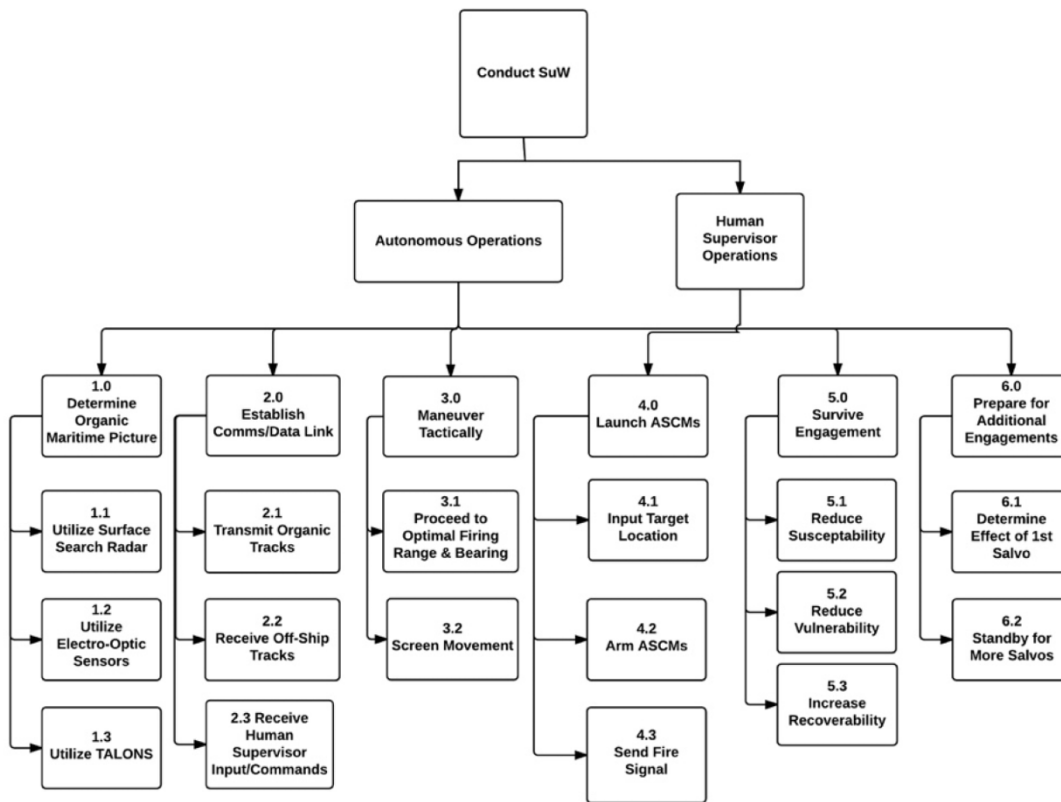 Conduct SuW
Autonomous Operations
Human
Supervisor
Operations
1.0
Determine
Organic
Maritime Picture
2.0
Establish
Comms/Data Link
3.0
Maneuver
Tactically
4.0
Launch ASCMs
5.0
Survive
Engagement
6.0
Prepare for
Additional
Engagements
1.1
Utilize Surface
Search Radar
2.1
Transmit Organic
Tracks
3.1
Proceed to
Optimal Firing
Range & Bearing
4.1
Input Target
Location
5.1
Reduce
Susceptability
6.1
Determine
Effect of 1st
Salvo
1.2
Utilize
Electro-Optic
Sensors
2.2
Receive Off-Ship
Tracks
3.2
Screen Movement
4.2
Arm ASCMs
5.2
Reduce
Vulnerability
6.2
Standby for
More Salvos
1.3
Utilize TALONS
2.3 Receive
Human
Supervisor
Input/Commands
4.3
Send Fire
Signal
5.3
Increase
Recoverability